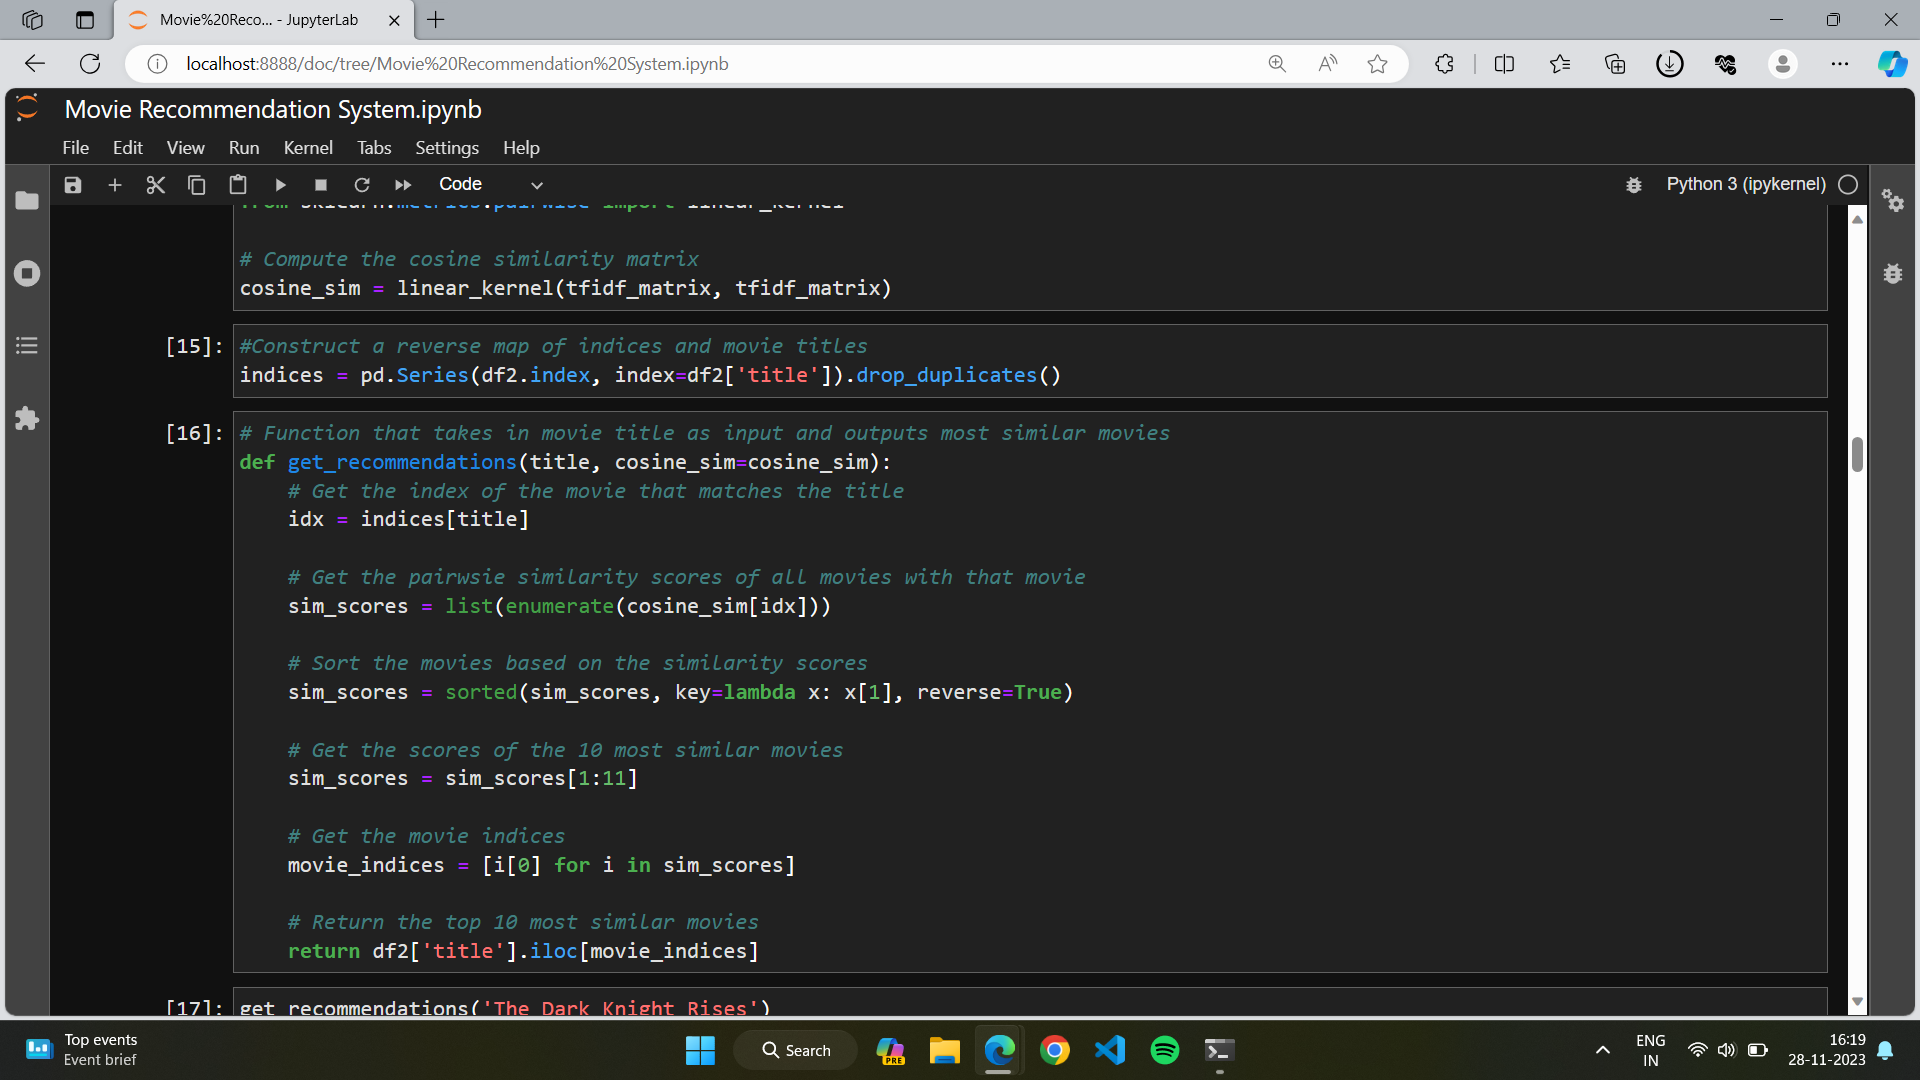 Movie%20Reco... - JupyterLab
localhost:8888/doc/tree/Movie%20Recommendation%20System.ipynb
Movie Recommendation System.ipynb
File Edit View Run Kernel Tabs Settings Help
Code Python 3 (ipykernel)
from sklearn.metrics.pairwise import linear_kernel
# Compute the cosine similarity matrix
cosine_sim = linear_kernel(tfidf_matrix, tfidf_matrix)
[15]: #Construct a reverse map of indices and movie titles
indices = pd.Series(df2.index, index=df2['title']).drop_duplicates()
[16]: # Function that takes in movie title as input and outputs most similar movies
def get_recommendations(title, cosine_sim=cosine_sim):
# Get the index of the movie that matches the title
idx = indices[title]
# Get the pairwsie similarity scores of all movies with that movie
sim_scores = list(enumerate(cosine_sim[idx]))
# Sort the movies based on the similarity scores
sim_scores = sorted(sim_scores, key=lambda x: x[1], reverse=True)
# Get the scores of the 10 most similar movies
sim_scores = sim_scores[1:11]
# Get the movie indices
movie_indices = [i[0] for i in sim_scores]
# Return the top 10 most similar movies
return df2['title'].iloc[movie_indices]
[17]: get_recommendations('The Dark Knight Rises')
Top events
Event brief
Search
PRE
ENG
IN
16:19
28-11-2023